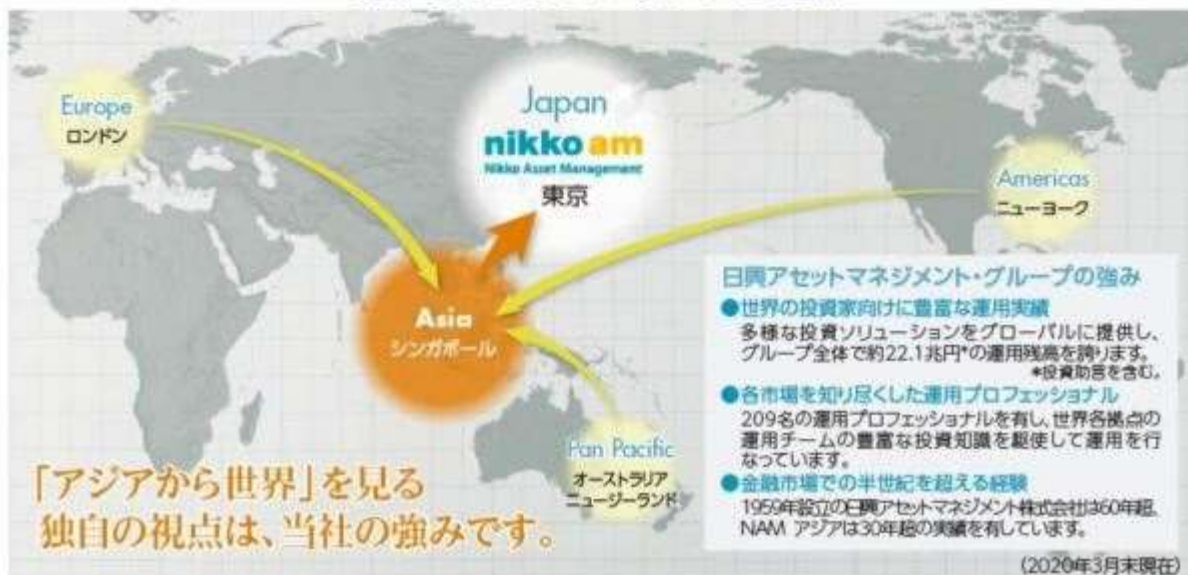 Europe
ロンドン
Japan
nikko am
Nikko Asset Management
東京
Americas
ニューヨーク
Asia
シンガポール
Pan Pacific
オーストラリア
ニュージーランド
「アジアから世界」を見る
独自の視点は、当社の強みです。
日興アセットマネジメント・グループの強み
●世界の投資家向けに豊富な運用実績
多様な投資ソリューションをグローバルに提供し、
グループ全体で約22.1兆円*の運用残高を誇ります。
*投資助言を含む。
●各市場を知り尽くした運用プロフェッショナル
209名の運用プロフェッショナルを有し、世界各拠点の
運用チームの豊富な投資知識を駆使して運用を行
なっています。
●金融市場での半世紀を超える経験
1959年設立の日興アセットマネジメント株式会社は60年超、
NAM アジアは30年超の実績を有しています。
(2020年3月末現在)